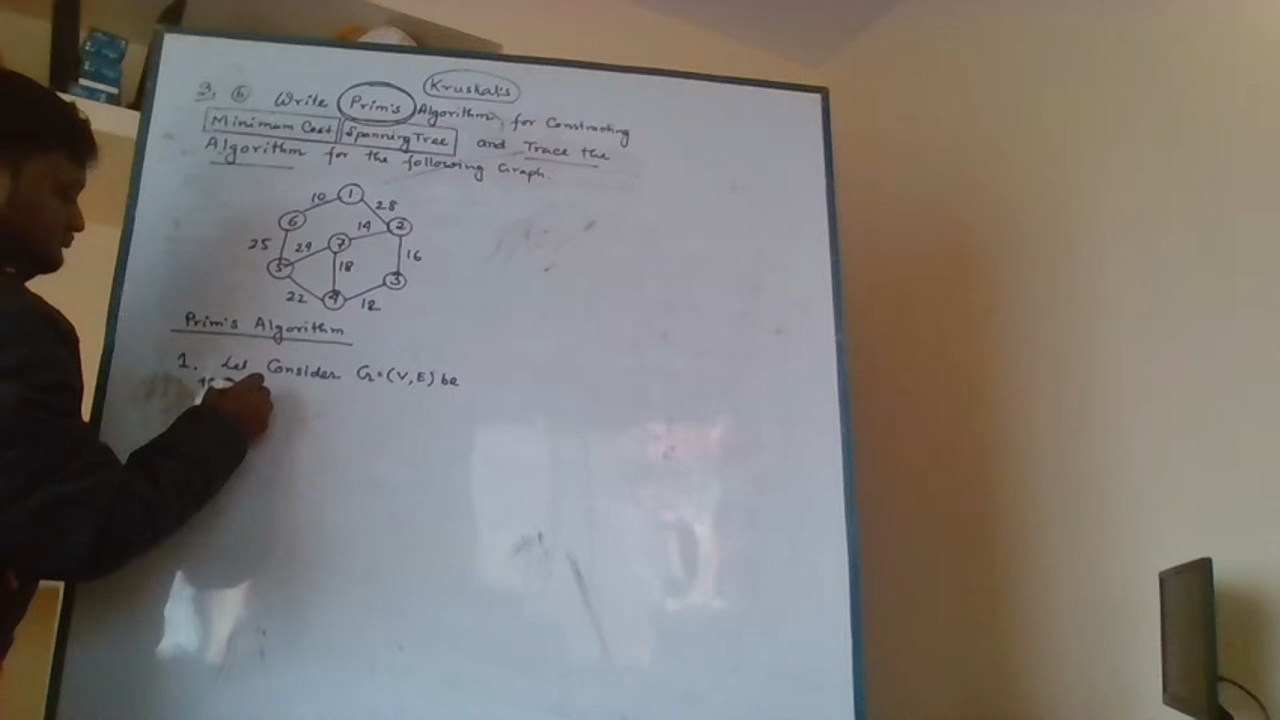 Kruskal's
3. (b) Write Prim's Algorithm, for Constructing
Minimum Cost Spanning Tree and Trace the
Algorithm for the following Graph.
10 1 28
6 2
25 29 7 14 16
5 18 3
22 4 12
Prim's Algorithm
1. Let Consider G=(V,E) be